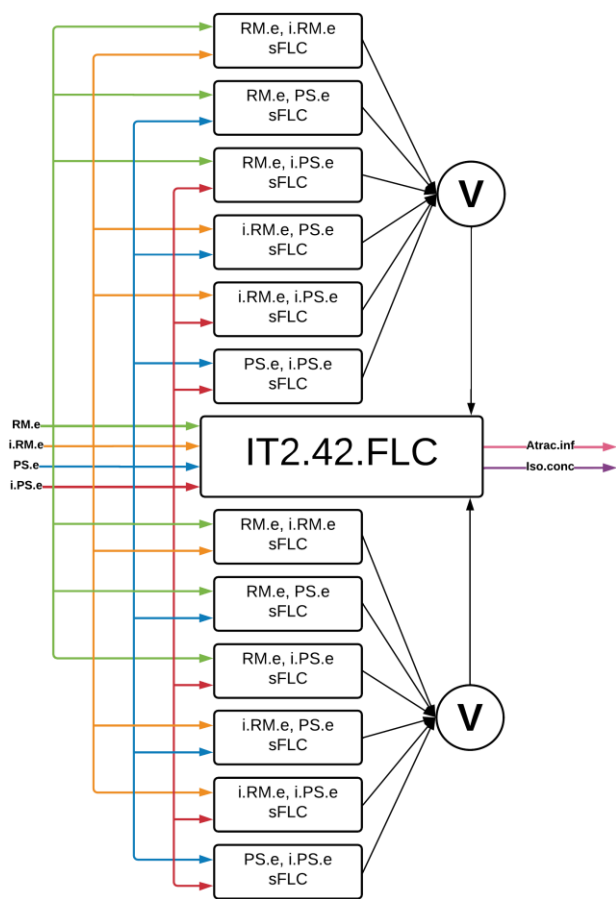 RM.e, i.RM.e
sFLC
RM.e, PS.e
sFLC
RM.e, i.PS.e
sFLC
V
i.RM.e, PS.e
sFLC
i.RM.e, i.PS.e
sFLC
PS.e, i.PS.e
sFLC
RM.e
i.RM.e
PS.e
i.PS.e
IT2.42.FLC
Atrac.inf
Iso.conc
RM.e, i.RM.e
sFLC
RM.e, PS.e
sFLC
RM.e, i.PS.e
sFLC
V
i.RM.e, PS.e
sFLC
i.RM.e, i.PS.e
sFLC
PS.e, i.PS.e
sFLC